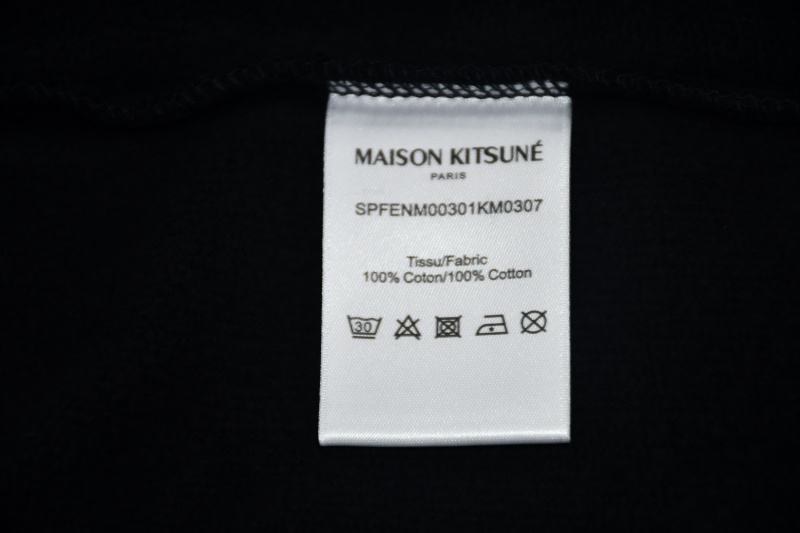 MAISON KITSUNÉ
PARIS
SPFENM00301KM0307
Tissu/Fabric
100% Coton/100% Cotton
30